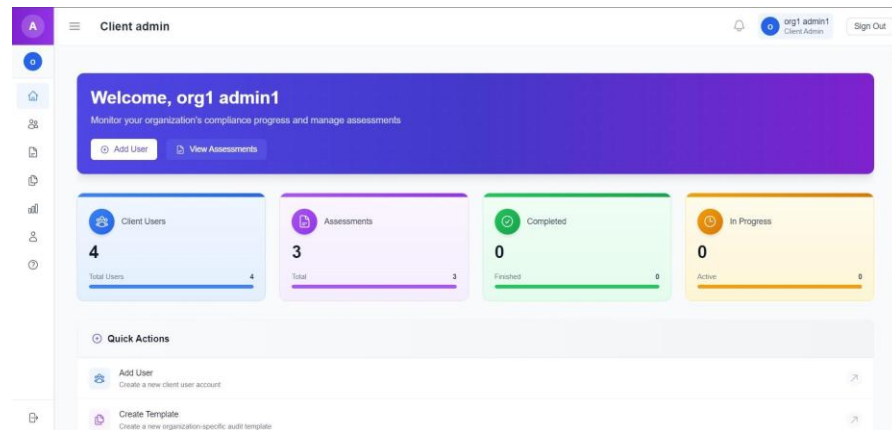 A
Client admin
o
org1 admin1
Client Admin
Sign Out
o
Welcome, org1 admin1
Monitor your organization's compliance progress and manage assessments
Add User
View Assessments
Client Users
4
Total Users 4
Assessments
3
Total 3
Completed
0
Finished 0
In Progress
0
Active 0
Quick Actions
Add User
Create a new client user account
Create Template
Create a new organization-specific audit template